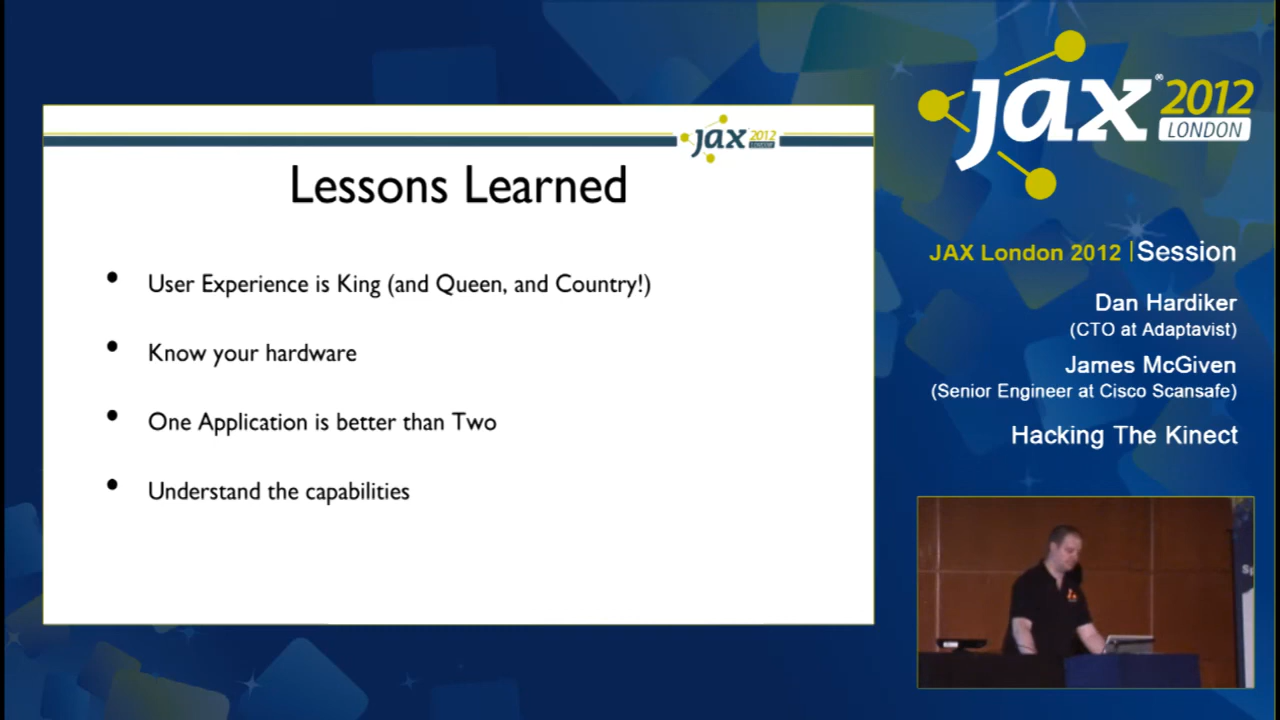 jax 2012
LONDON
Lessons Learned
• User Experience is King (and Queen, and Country!)
• Know your hardware
• One Application is better than Two
• Understand the capabilities
jax® 2012
LONDON
JAX London 2012 | Session
Dan Hardiker
(CTO at Adaptavist)
James McGiven
(Senior Engineer at Cisco Scansafe)
Hacking The Kinect